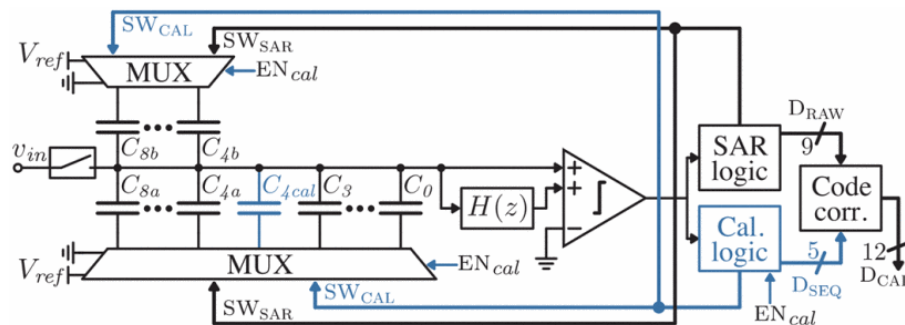 SW_CAL
SW_SAR
V_ref
MUX
EN_cal
D_RAW
9
C_8b
C_4b
v_in
SAR
logic
C_8a
C_4a
C_4cal
C_3
C_0
+
+
−
H(z)
Code
corr.
Cal.
logic
5
12
V_ref
MUX
EN_cal
D_SEQ
D_CAL
SW_CAL
SW_SAR
EN_cal